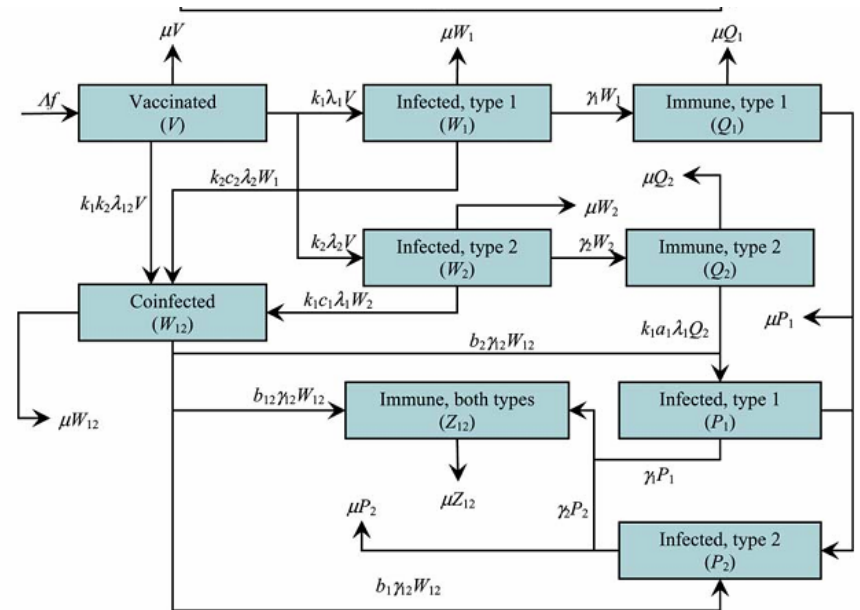 μV
μW₁
μQ₁
Λf
Vaccinated
(V)
k₁λ₁V
Infected, type 1
(W₁)
γ₁W₁
Immune, type 1
(Q₁)
k₂c₂λ₂W₁
μQ₂
k₁k₂λ₁₂V
μW₂
k₂λ₂V
Infected, type 2
(W₂)
γ₂W₂
Immune, type 2
(Q₂)
Coinfected
(W₁₂)
k₁c₁λ₁W₂
k₁a₁λ₁Q₂
μP₁
b₂γ₁₂W₁₂
b₁₂γ₁₂W₁₂
Immune, both types
(Z₁₂)
Infected, type 1
(P₁)
μW₁₂
γ₁P₁
μZ₁₂
μP₂
γ₂P₂
Infected, type 2
(P₂)
b₁γ₁₂W₁₂